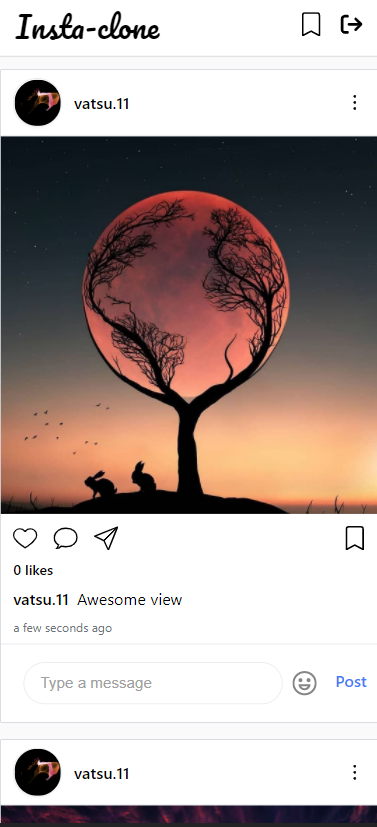 Insta-clone
vatsu.11
0 likes
vatsu.11 Awesome view
a few seconds ago
Type a message
Post
vatsu.11